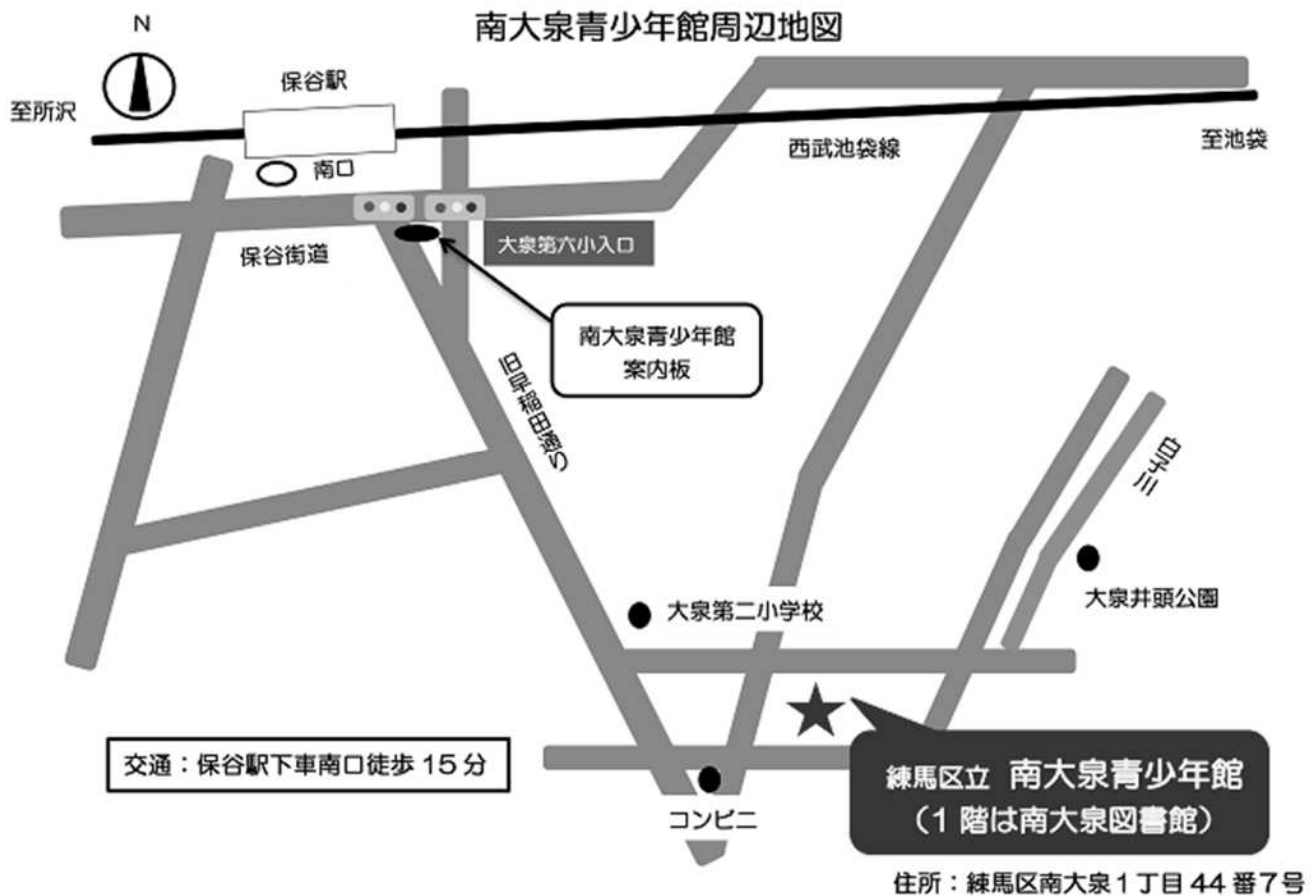 南大泉青少年館周辺地図
N
保谷駅
至所沢
西武池袋線
至池袋
南口
大泉第六小入口
保谷街道
南大泉青少年館
案内板
旧早稲田通り
白子川
大泉井頭公園
大泉第二小学校
交通：保谷駅下車南口徒歩 15 分
練馬区立 南大泉青少年館
（1 階は南大泉図書館）
コンビニ
住所：練馬区南大泉１丁目 44 番７号